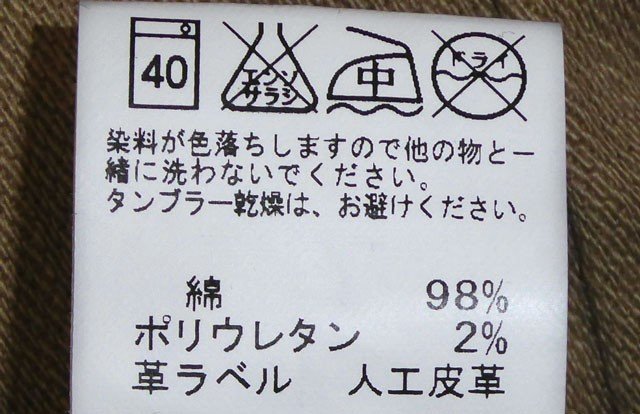 40 エンソサラシ 中 ドライ
染料が色落ちしますので他の物と一
緒に洗わないでください。
タンブラー乾燥は、お避けください。
綿 98%
ポリウレタン 2%
革ラベル 人工皮革